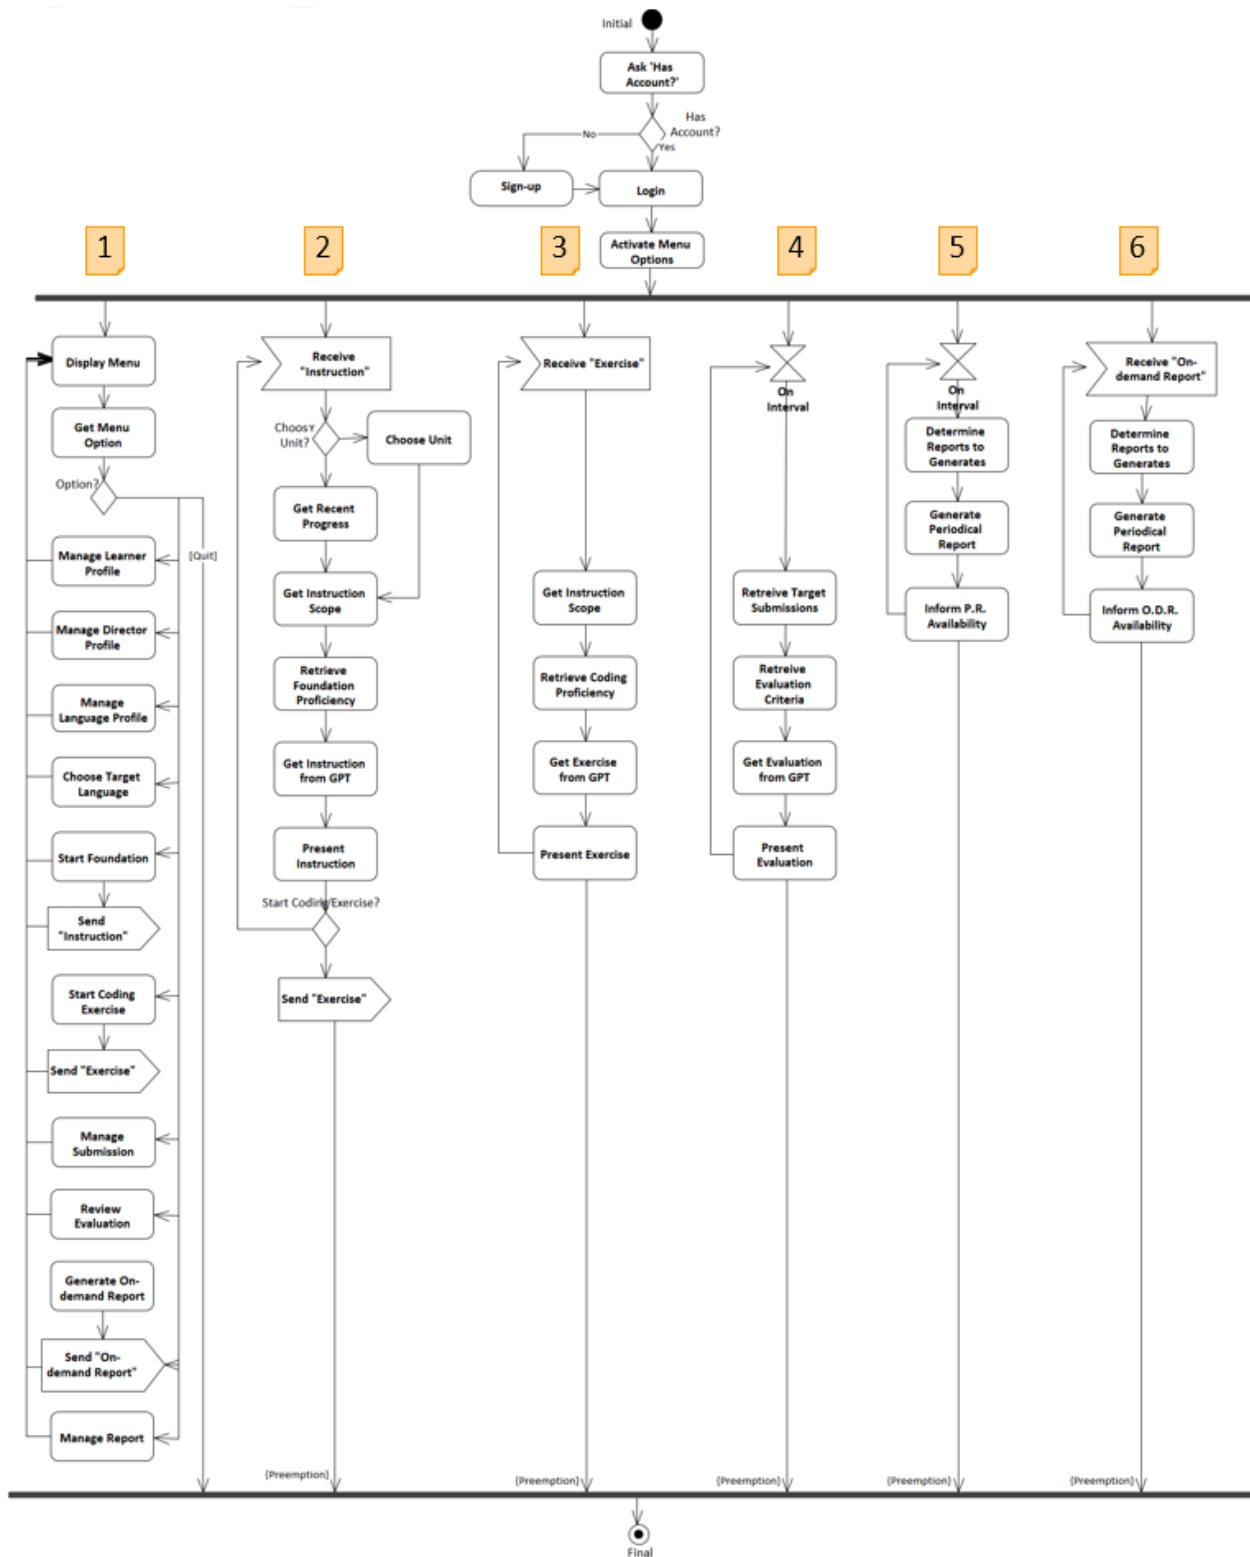 Initial
Ask 'Has
Account?'
Has
Account?
No
Yes
Sign-up
Login
Activate Menu
Options
1
2
3
4
5
6
Display Menu
Get Menu
Option
Option?
[Quit]
Manage Learner
Profile
Manage Director
Profile
Manage
Language Profile
Choose Target
Language
Start Foundation
Send
"Instruction"
Start Coding
Exercise
Send "Exercise"
Manage
Submission
Review
Evaluation
Generate On-
demand Report
Send "On-
demand Report"
Manage Report
Receive
"Instruction"
Unit?
Choose Unit
Get Recent
Progress
Get Instruction
Scope
Retrieve
Foundation
Proficiency
Get Instruction
from GPT
Present
Instruction
Start Coding/Exercise?
Send "Exercise"
{Preemption}
Receive "Exercise"
Get Instruction
Scope
Retrieve Coding
Proficiency
Get Exercise
from GPT
Present Exercise
{Preemption}
On
Interval
Retreive Target
Submissions
Retreive
Evaluation
Criteria
Get Evaluation
from GPT
Present
Evaluation
{Preemption}
On
Interval
Determine
Reports to
Generates
Generate
Periodical
Report
Inform P.R.
Availability
{Preemption}
Receive "On-
demand Report"
Determine
Reports to
Generates
Generate
Periodical
Report
Inform O.D.R.
Availability
{Preemption}
Final